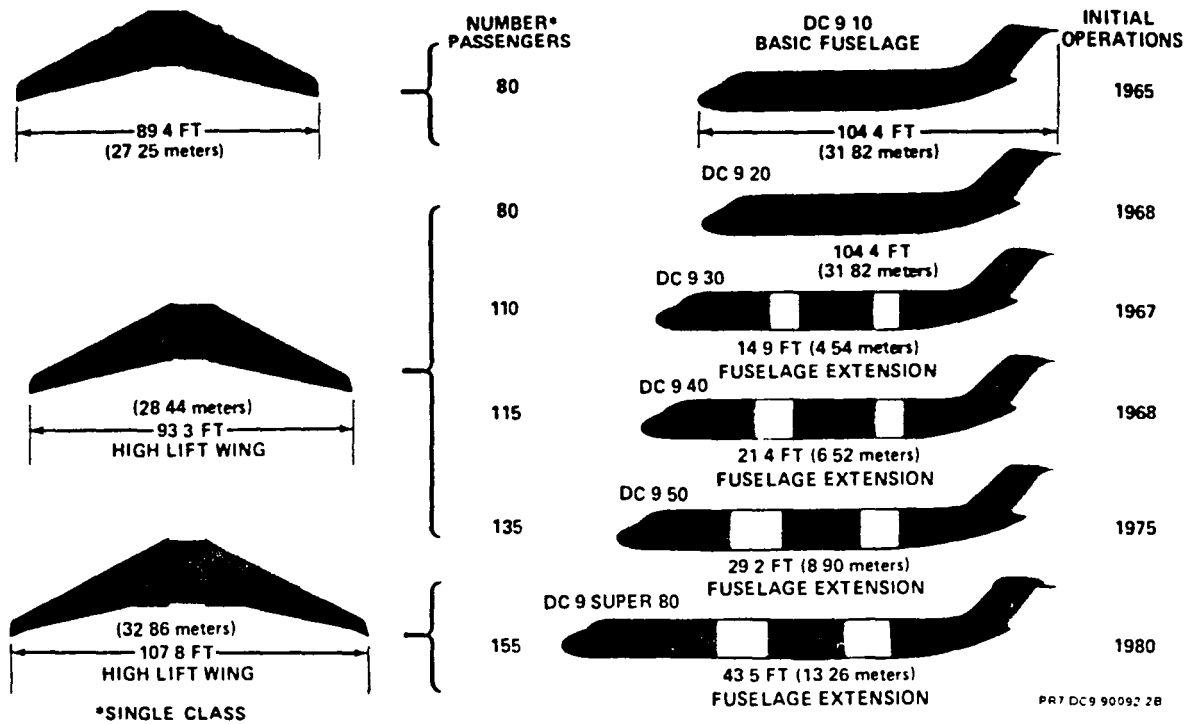 NUMBER*
PASSENGERS
DC 9 10
BASIC FUSELAGE
INITIAL
OPERATIONS
80
1965
89 4 FT
(27 25 meters)
104 4 FT
(31 82 meters)
DC 9 20
80
1968
104 4 FT
(31 82 meters)
DC 9 30
110
1967
14 9 FT (4 54 meters)
FUSELAGE EXTENSION
DC 9 40
(28 44 meters)
93 3 FT
HIGH LIFT WING
115
1968
21 4 FT (6 52 meters)
FUSELAGE EXTENSION
DC 9 50
135
1975
29 2 FT (8 90 meters)
FUSELAGE EXTENSION
DC 9 SUPER 80
(32 86 meters)
107 8 FT
HIGH LIFT WING
155
1980
43 5 FT (13 26 meters)
FUSELAGE EXTENSION
*SINGLE CLASS
PR7 DC9 90092 2B